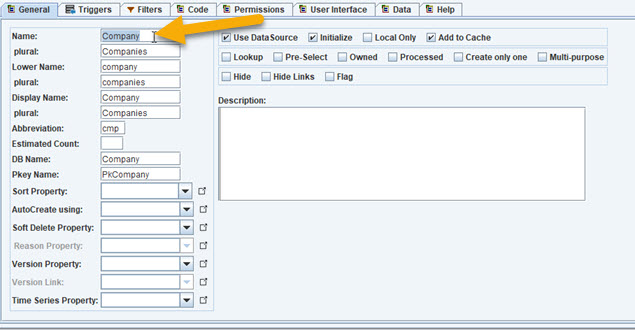 General Triggers Filters Code Permissions User Interface Data Help
Name: Company
plural: Companies
Lower Name: company
plural: companies
Display Name: Company
plural: Companies
Abbreviation: cmp
Estimated Count:
DB Name: Company
Pkey Name: PkCompany
Sort Property:
AutoCreate using:
Soft Delete Property:
Reason Property:
Version Property:
Version Link:
Time Series Property:
Use DataSource Initialize Local Only Add to Cache
Lookup Pre-Select Owned Processed Create only one Multi-purpose
Hide Hide Links Flag
Description: